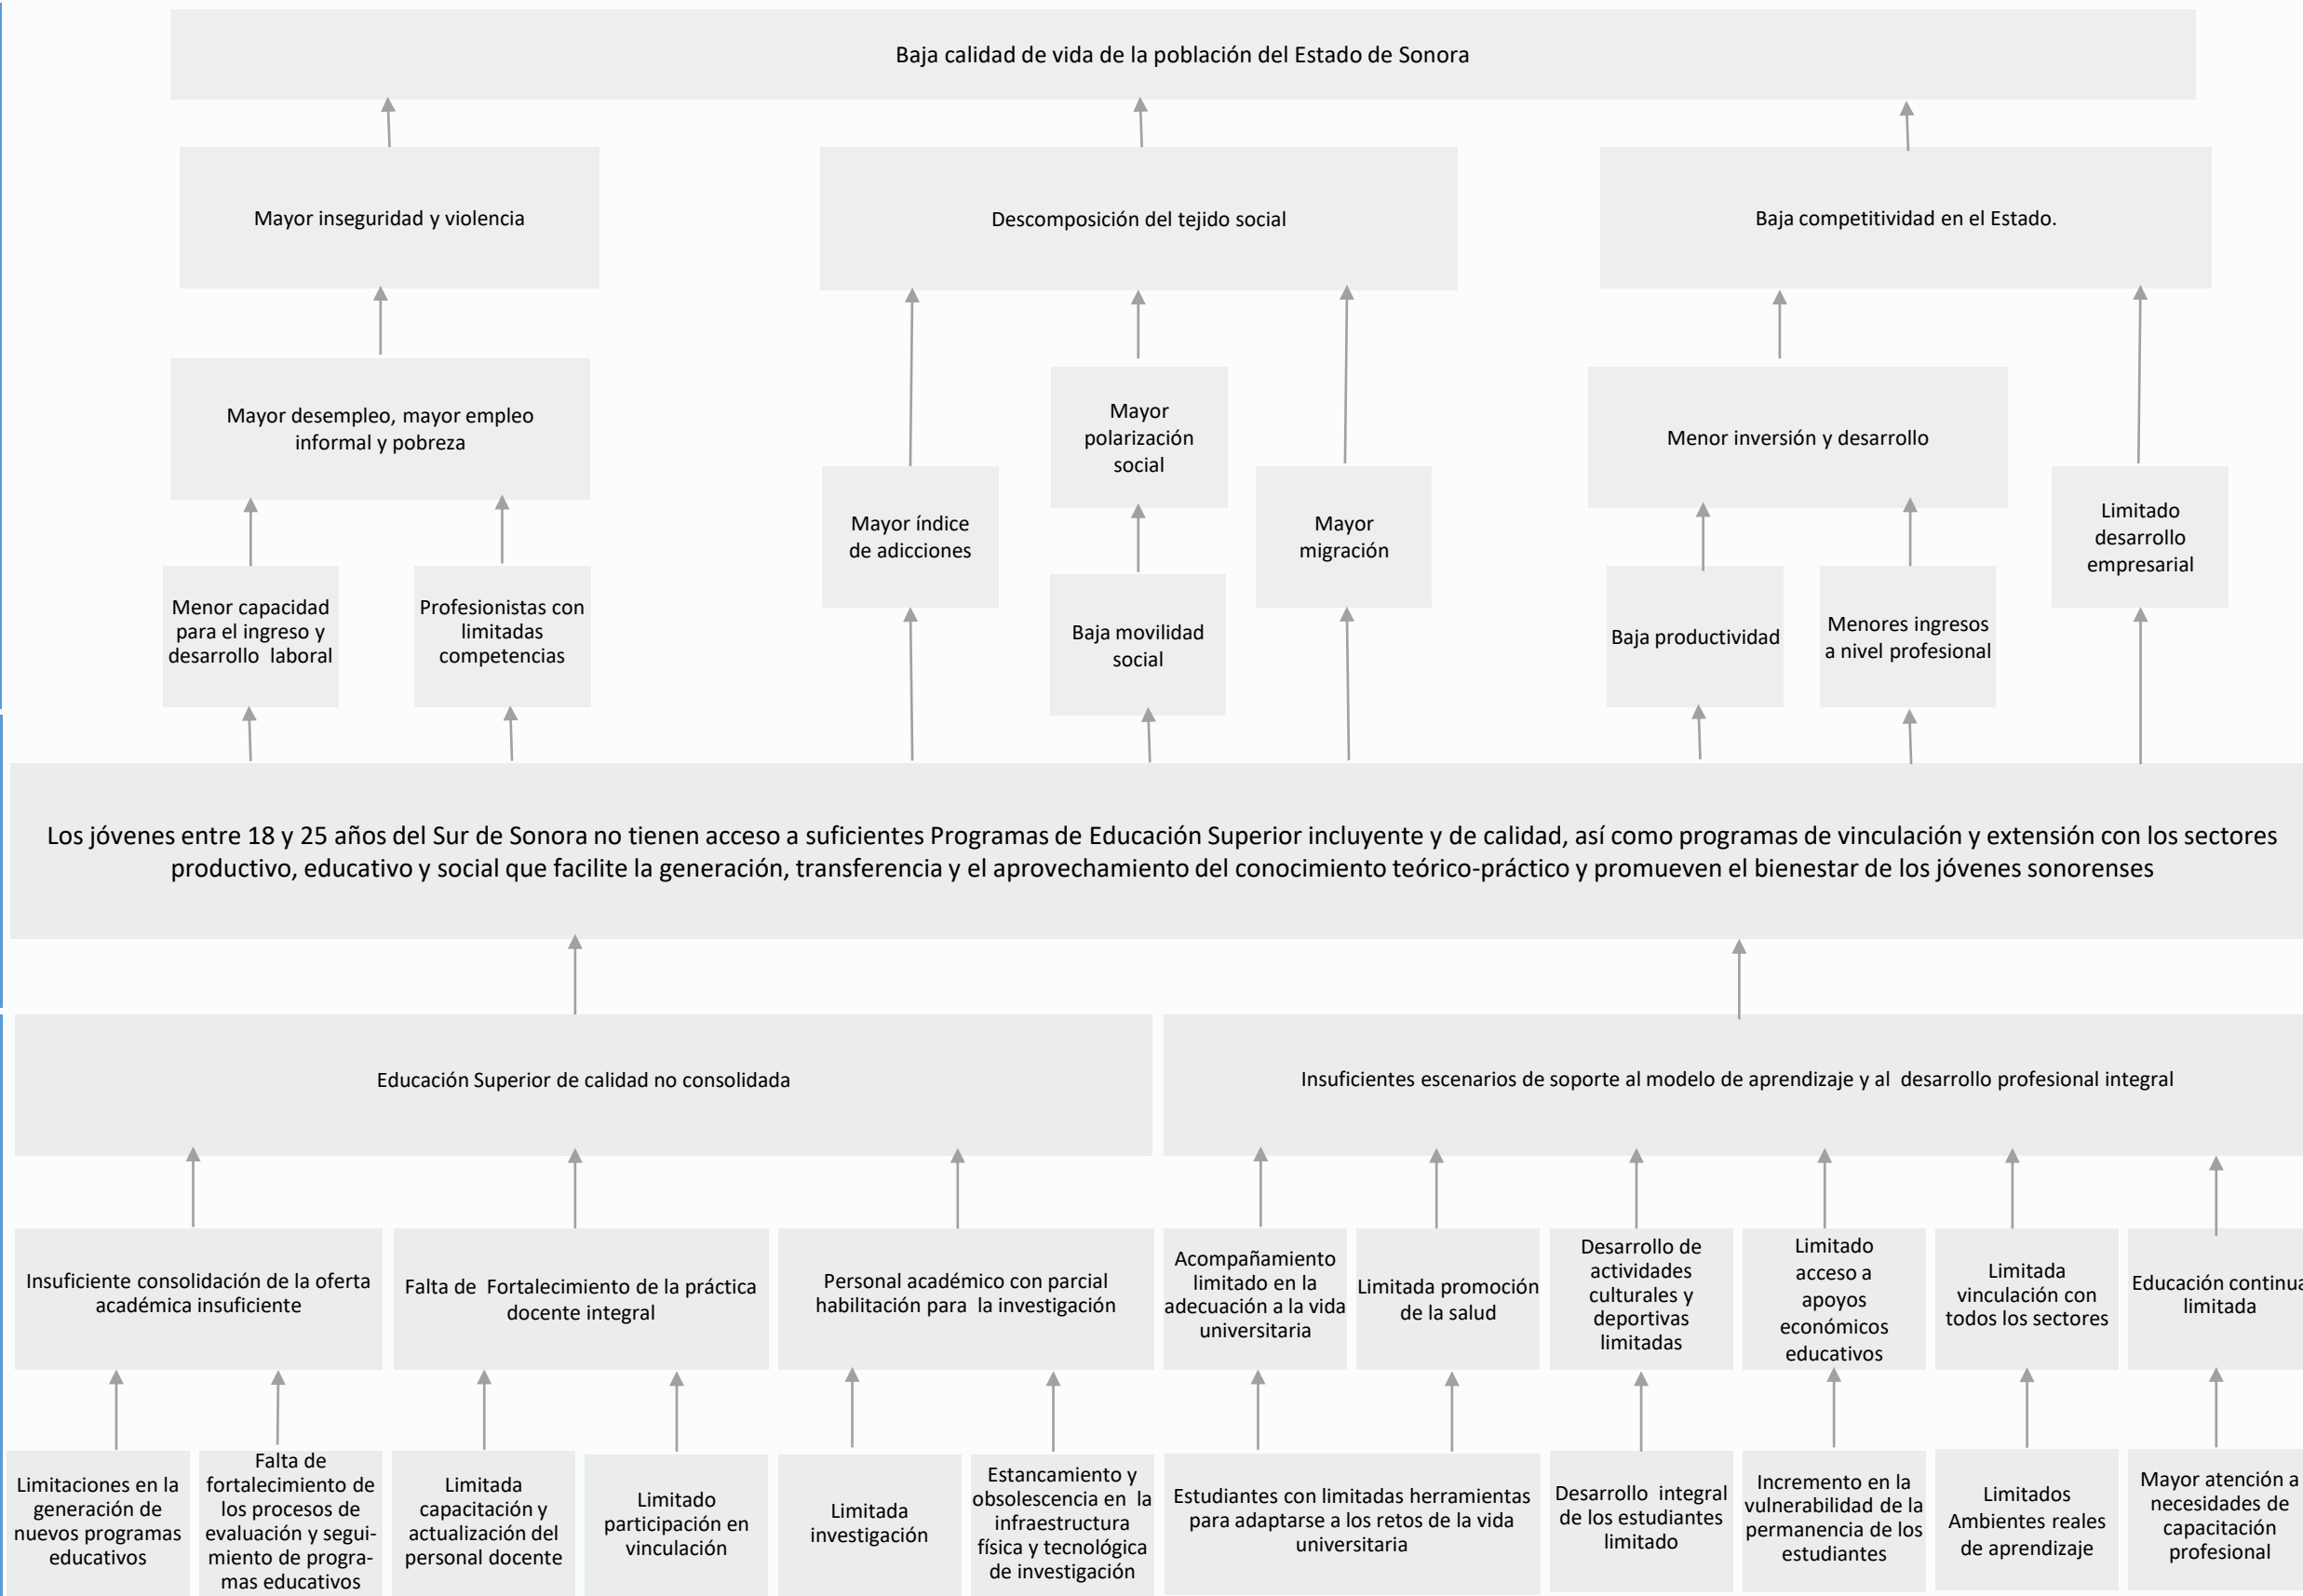 Baja calidad de vida de la población del Estado de Sonora
Mayor inseguridad y violencia
Descomposición del tejido social
Baja competitividad en el Estado.
Mayor desempleo, mayor empleo
informal y pobreza
Mayor
polarización
social
Menor inversión y desarrollo
Mayor índice
de adicciones
Mayor
migración
Limitado
desarrollo
empresarial
Menor capacidad
para el ingreso y
desarrollo  laboral
Profesionistas con
limitadas
competencias
Baja movilidad
social
Baja productividad
Menores ingresos
a nivel profesional
Los jóvenes entre 18 y 25 años del Sur de Sonora no tienen acceso a suficientes Programas de Educación Superior incluyente y de calidad, así como programas de vinculación y extensión con los sectores
productivo, educativo y social que facilite la generación, transferencia y el aprovechamiento del conocimiento teórico-práctico y promueven el bienestar de los jóvenes sonorenses
Educación Superior de calidad no consolidada
Insuficientes escenarios de soporte al modelo de aprendizaje y al  desarrollo profesional integral
Insuficiente consolidación de la oferta
académica insuficiente
Falta de  Fortalecimiento de la práctica
docente integral
Personal académico con parcial
habilitación para  la investigación
Acompañamiento
limitado en la
adecuación a la vida
universitaria
Limitada promoción
de la salud
Desarrollo de
actividades
culturales y
deportivas
limitadas
Limitado
acceso a
apoyos
económicos
educativos
Limitada
vinculación con
todos los sectores
Educación continua
limitada
Limitaciones en la
generación de
nuevos programas
educativos
Falta de
fortalecimiento de
los procesos de
evaluación y segui-
miento de progra-
mas educativos
Limitada
capacitación y
actualización del
personal docente
Limitado
participación en
vinculación
Limitada
investigación
Estancamiento y
obsolescencia en  la
infraestructura
física y tecnológica
de investigación
Estudiantes con limitadas herramientas
para adaptarse a los retos de la vida
universitaria
Desarrollo  integral
de los estudiantes
limitado
Incremento en la
vulnerabilidad de la
permanencia de los
estudiantes
Limitados
Ambientes reales
de aprendizaje
Mayor atención a
necesidades de
capacitación
profesional